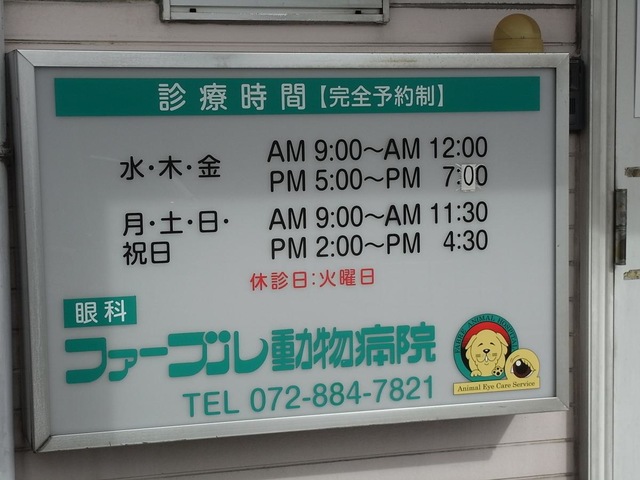 診療時間【完全予約制】
水・木・金 AM 9:00～AM 12:00
PM 5:00～PM 7:00
月・土・日・ AM 9:00～AM 11:30
祝日 PM 2:00～PM 4:30
休診日:火曜日
眼科
ファーブル動物病院
TEL 072-884-7821
FABRE ANIMAL HOSPITAL
Animal Eye Care Service